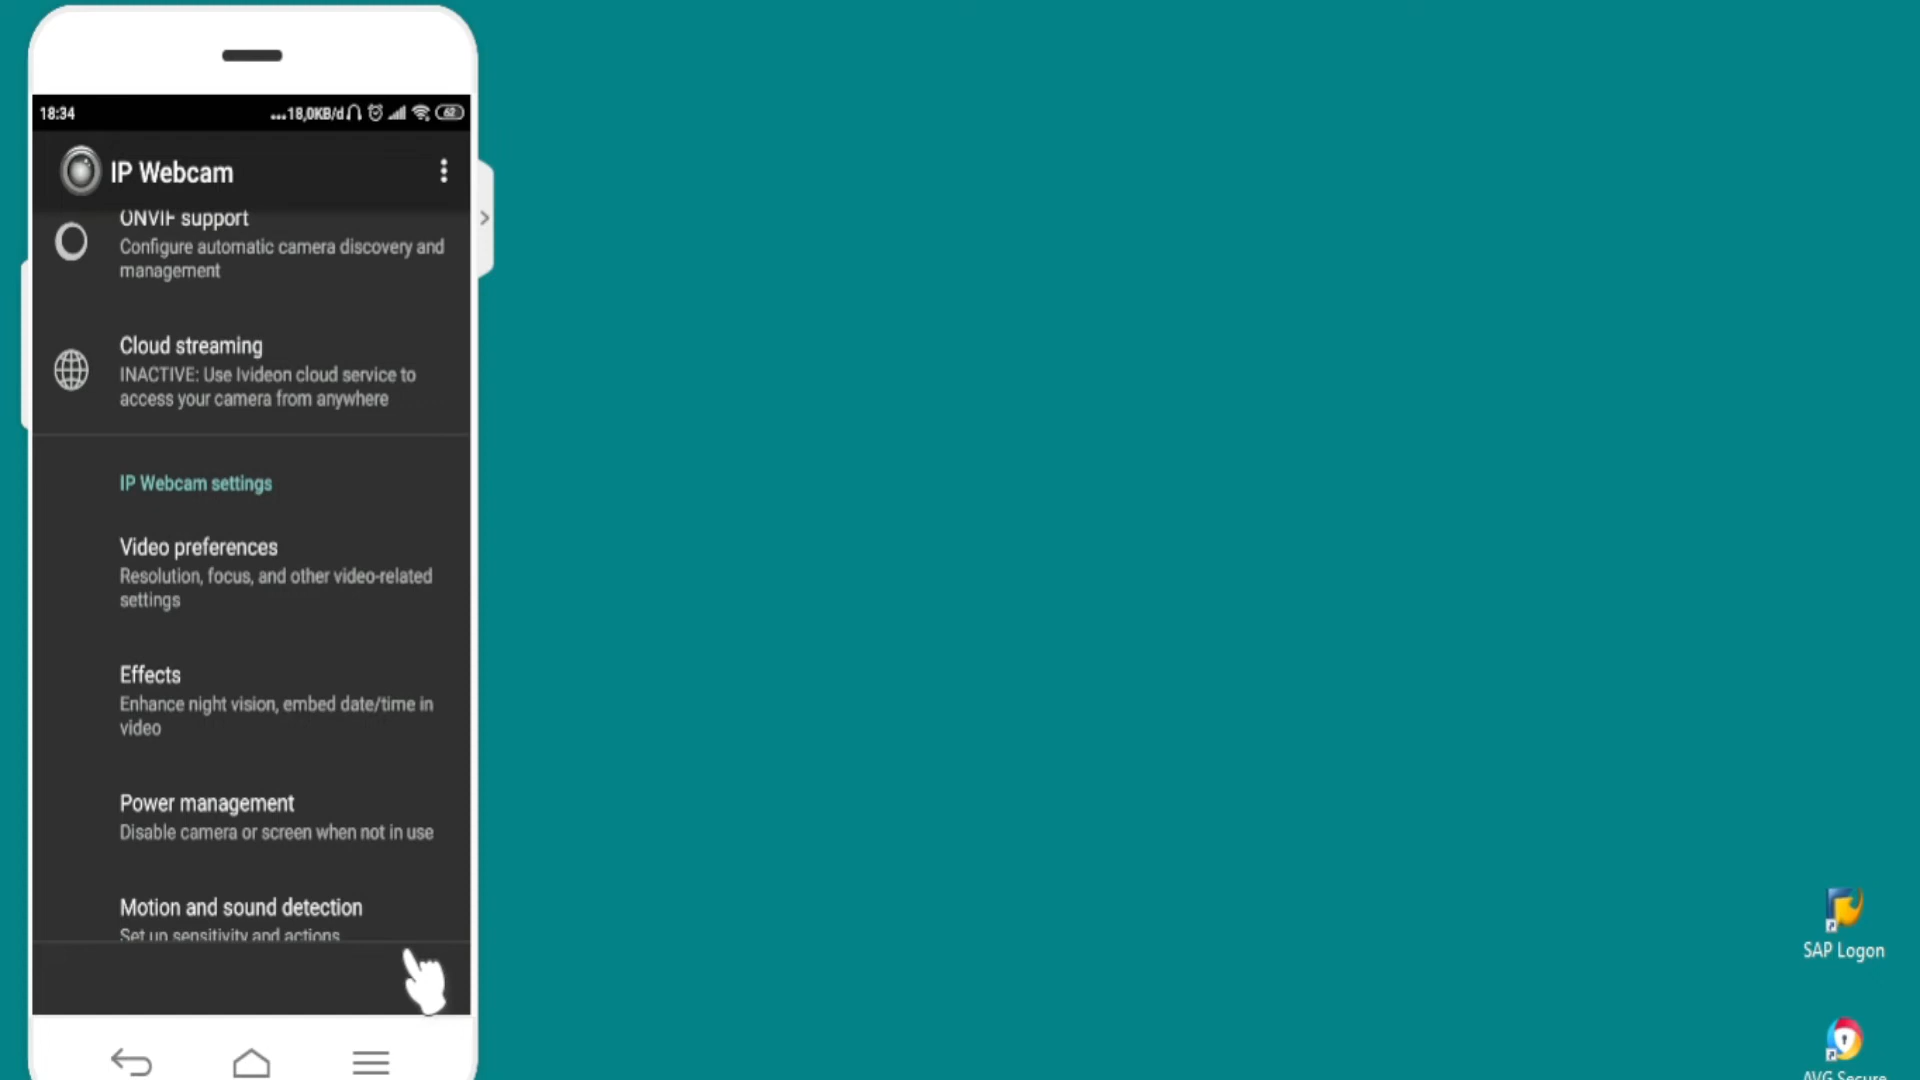 18:34
...18,0KB/d
62
IP Webcam
ONVIF support
Configure automatic camera discovery and
management
Cloud streaming
INACTIVE: Use Ivideon cloud service to
access your camera from anywhere
IP Webcam settings
Video preferences
Resolution, focus, and other video-related
settings
Effects
Enhance night vision, embed date/time in
video
Power management
Disable camera or screen when not in use
Motion and sound detection
Set up sensitivity and actions
SAP Logon
AVG Secure